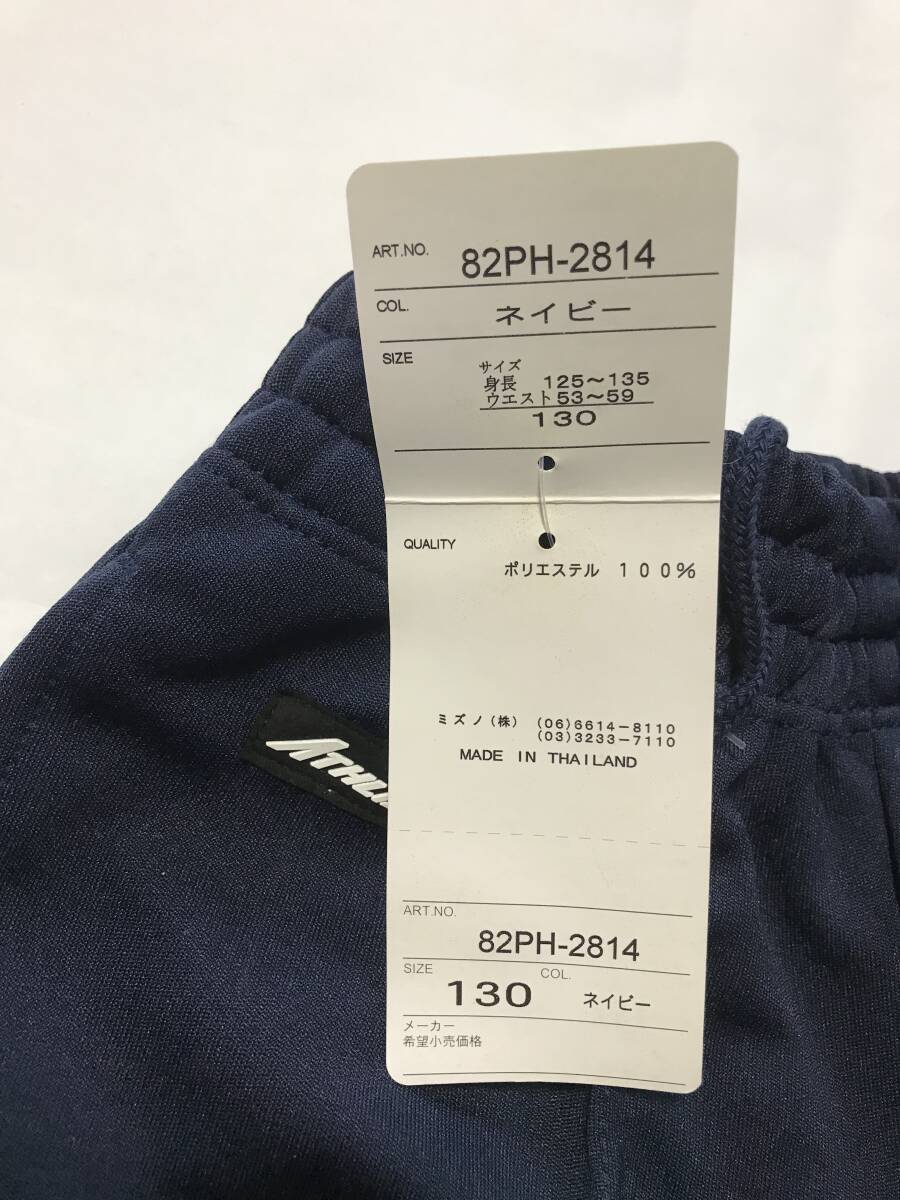 ART.NO. 82PH-2814
COL. ネイビー
SIZE
サイズ
身長 125〜135
ウエスト53〜59
130
QUALITY
ポリエステル 100%
ミズノ(株) (06)6614-8110
(03)3233-7110
MADE IN THAILAND
ART.NO.
82PH-2814
SIZE COL.
130 ネイビー
メーカー
希望小売価格